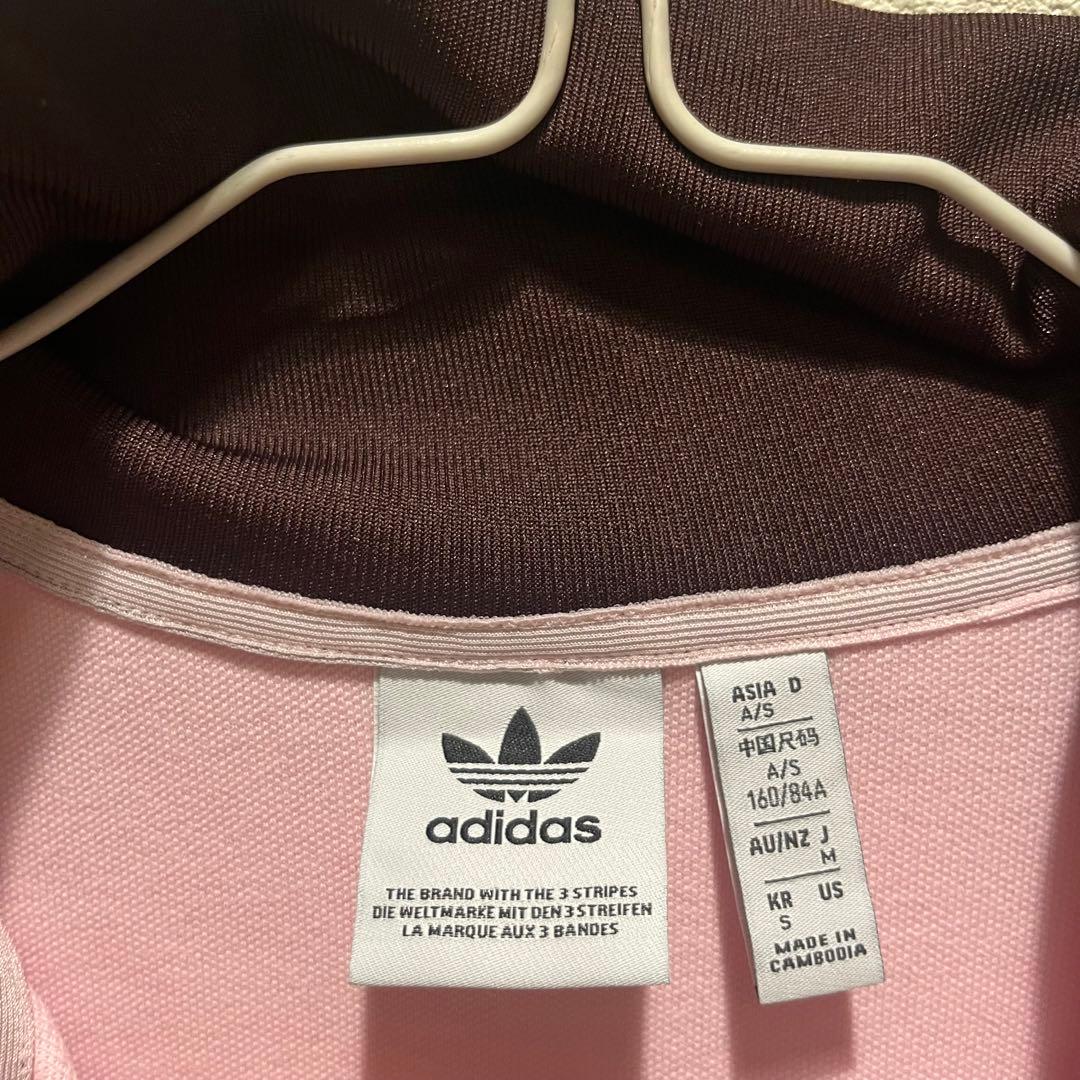 adidas
THE BRAND WITH THE 3 STRIPES
DIE WELTMARKE MIT DEN 3 STREIFEN
LA MARQUE AUX 3 BANDES
ASIA D
A/S
中国尺码
A/S
160/84A
AU/NZ J
M
KR US
S
MADE IN
CAMBODIA